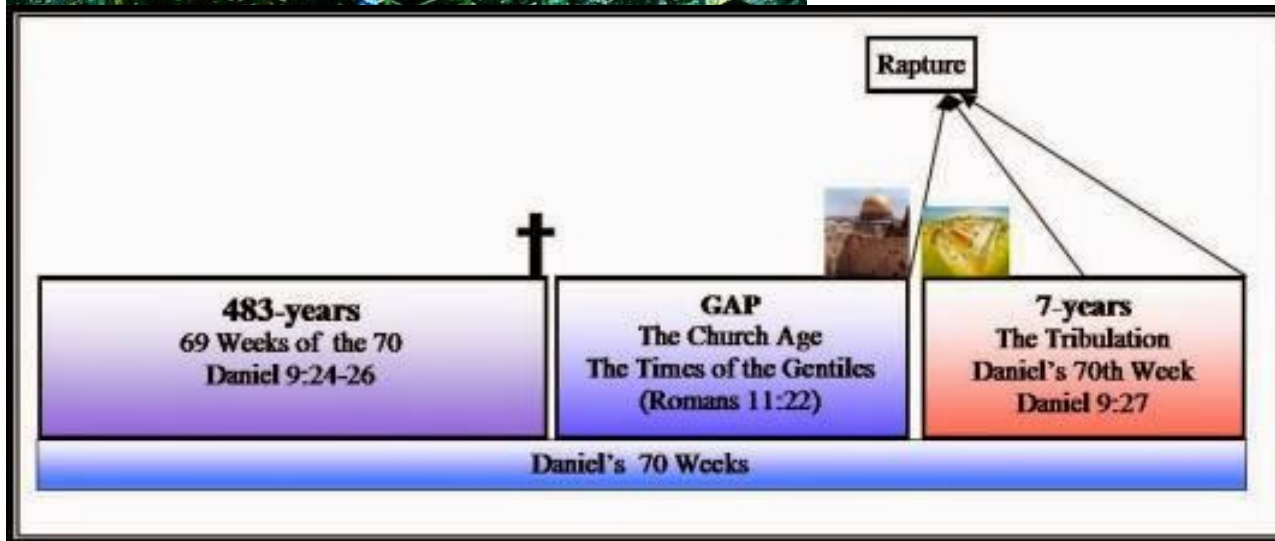 Rapture
483-years
69 Weeks of the 70
Daniel 9:24-26
GAP
The Church Age
The Times of the Gentiles
(Romans 11:22)
7-years
The Tribulation
Daniel's 70th Week
Daniel 9:27
Daniel's 70 Weeks